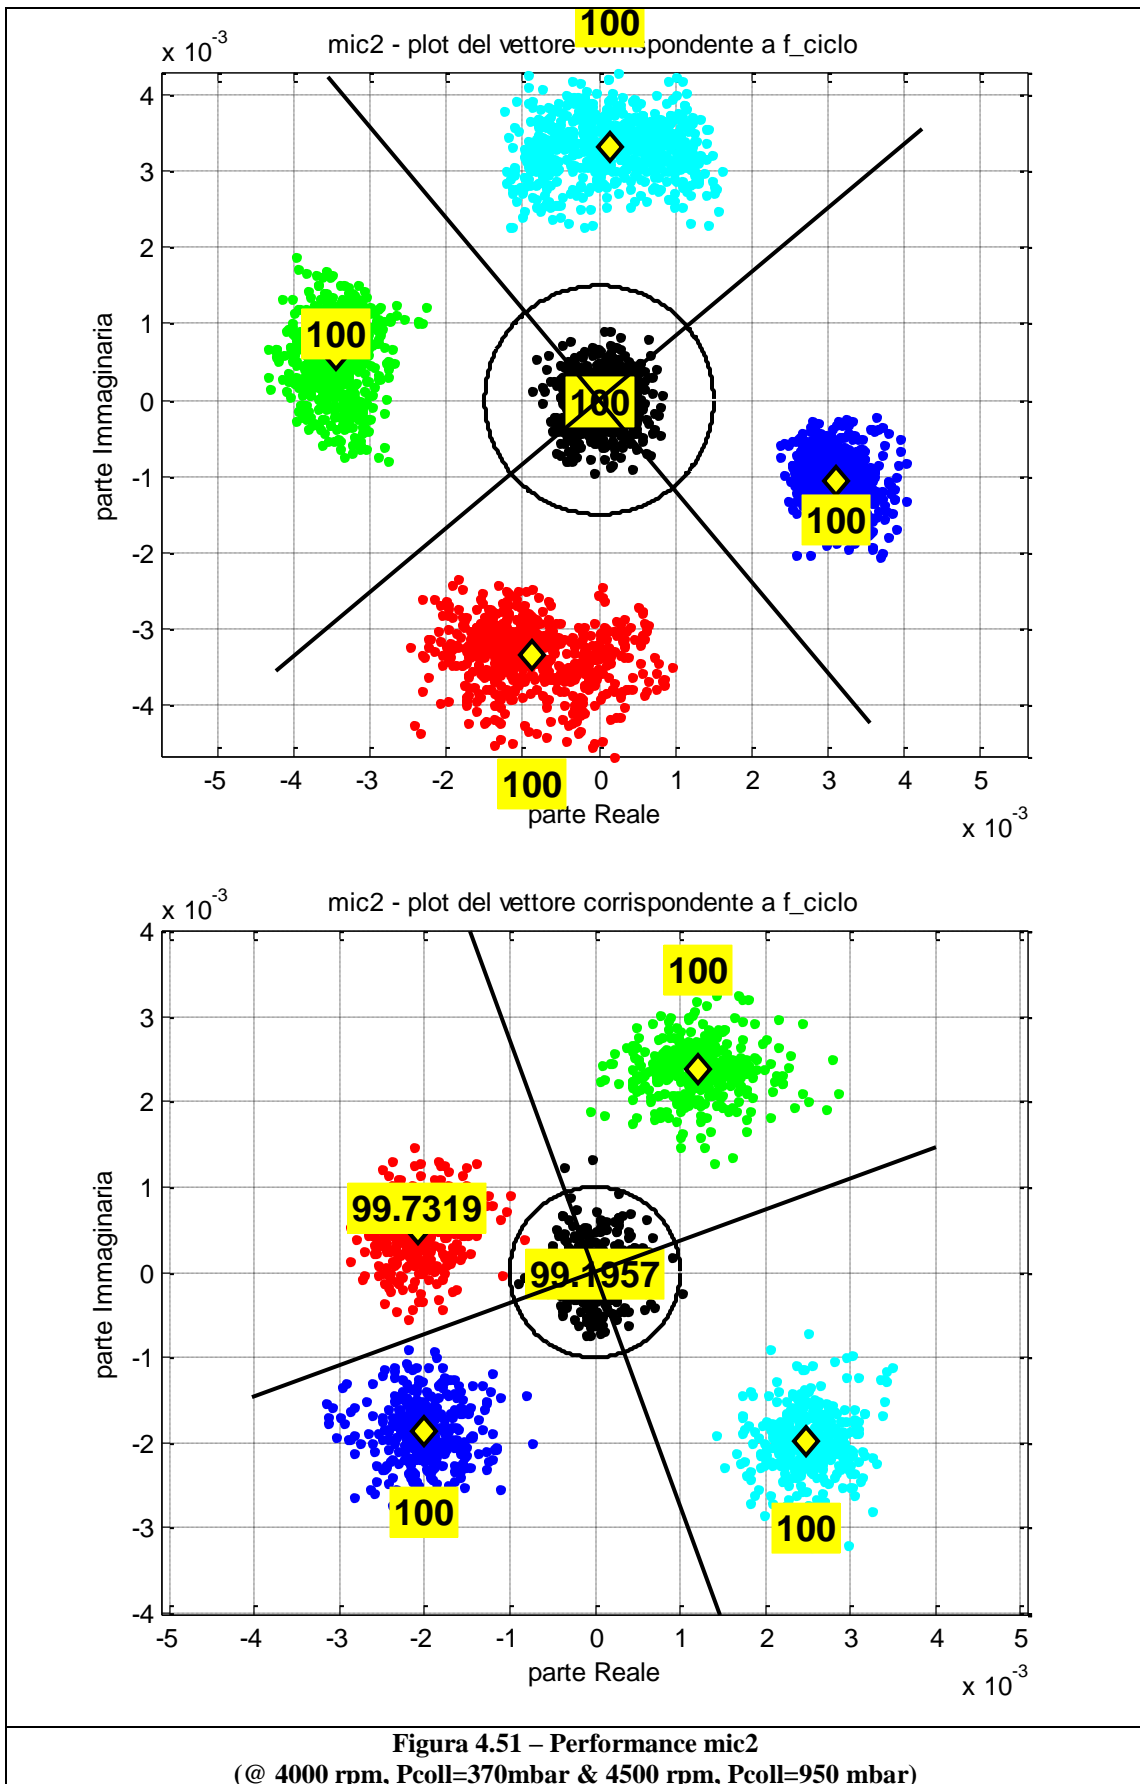 100
x 10-3
mic2 - plot del vettore corrispondente a f_ciclo
4
3
2
1
0
-1
-2
-3
-4
parte Immaginaria
100
100
100
-5 -4 -3 -2 -1 0 1 2 3 4 5
100
parte Reale
x 10-3
x 10-3
mic2 - plot del vettore corrispondente a f_ciclo
4
3
2
1
0
-1
-2
-3
-4
parte Immaginaria
100
99.7319
99.1957
100
100
-5 -4 -3 -2 -1 0 1 2 3 4 5
parte Reale
x 10-3
Figura 4.51 – Performance mic2
(@ 4000 rpm, Pcoll=370mbar & 4500 rpm, Pcoll=950 mbar)